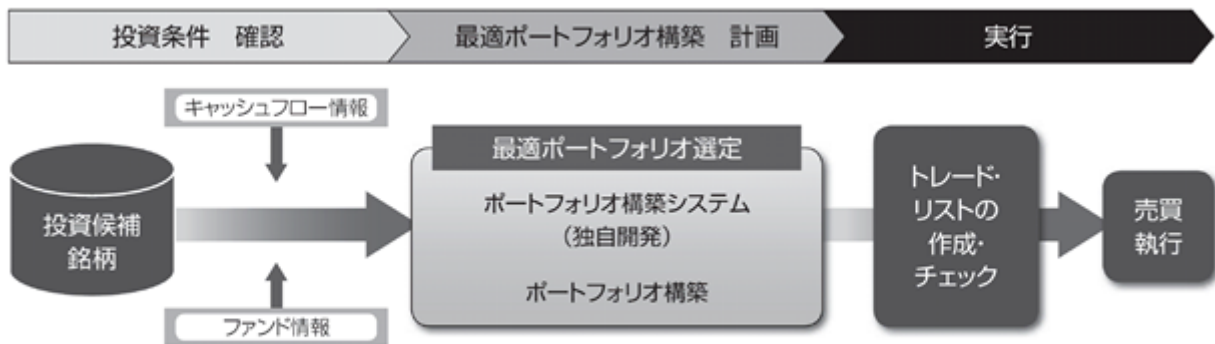 投資条件 確認
最適ポートフォリオ構築 計画
実行
キャッシュフロー情報
投資候補
銘柄
ファンド情報
最適ポートフォリオ選定
ポートフォリオ構築システム
（独自開発）
ポートフォリオ構築
トレード・
リストの
作成・
チェック
売買
執行